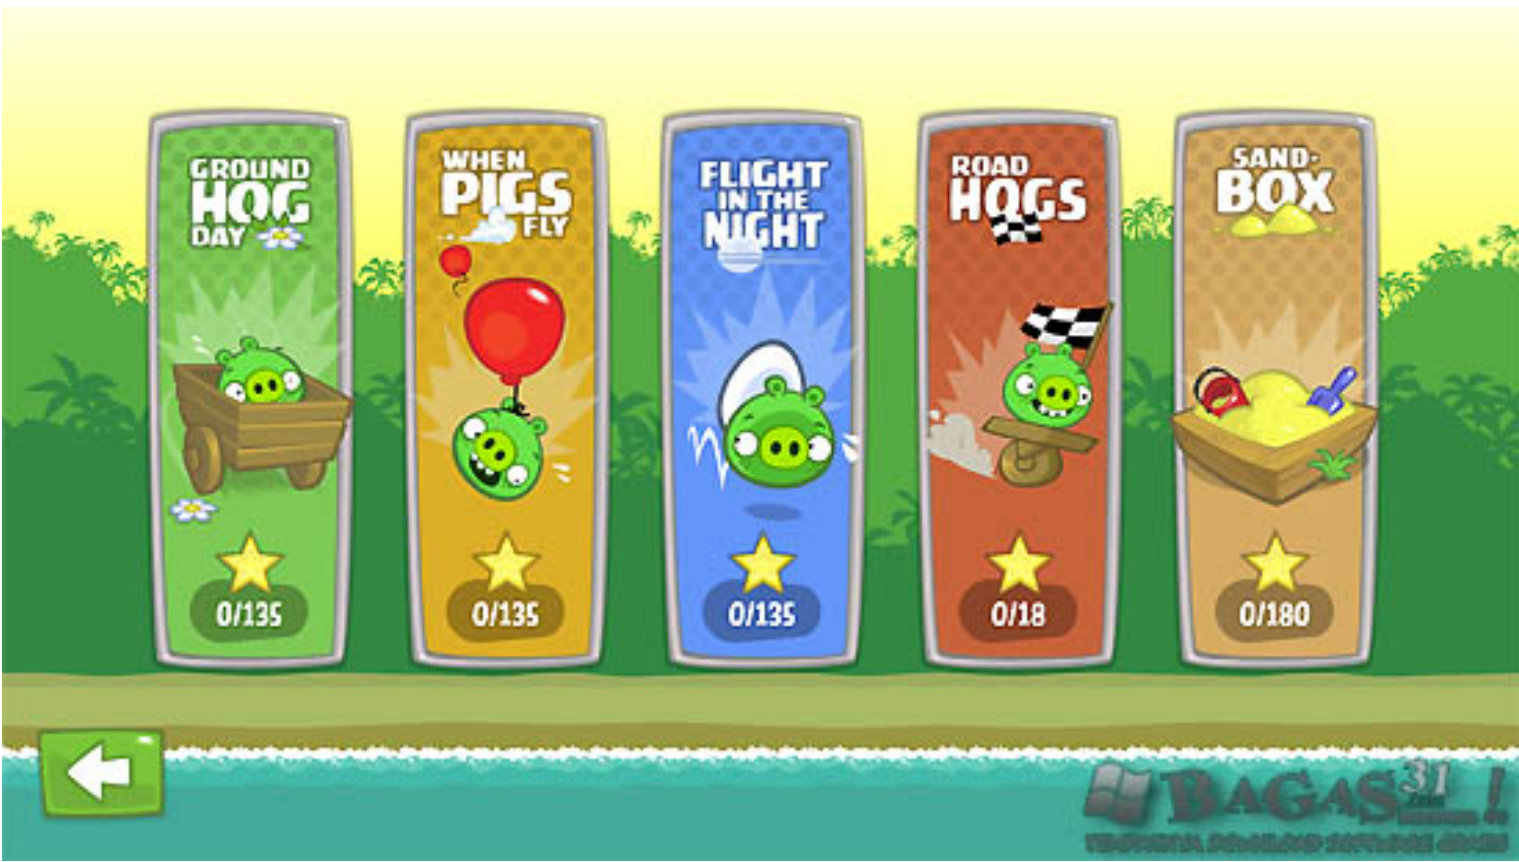 GROUND
HOG
DAY
0/135
WHEN
PIGS
FLY
0/135
FLIGHT
IN THE
NIGHT
0/135
ROAD
HOGS
0/18
SAND-
BOX
0/180
BAGAS31
.com